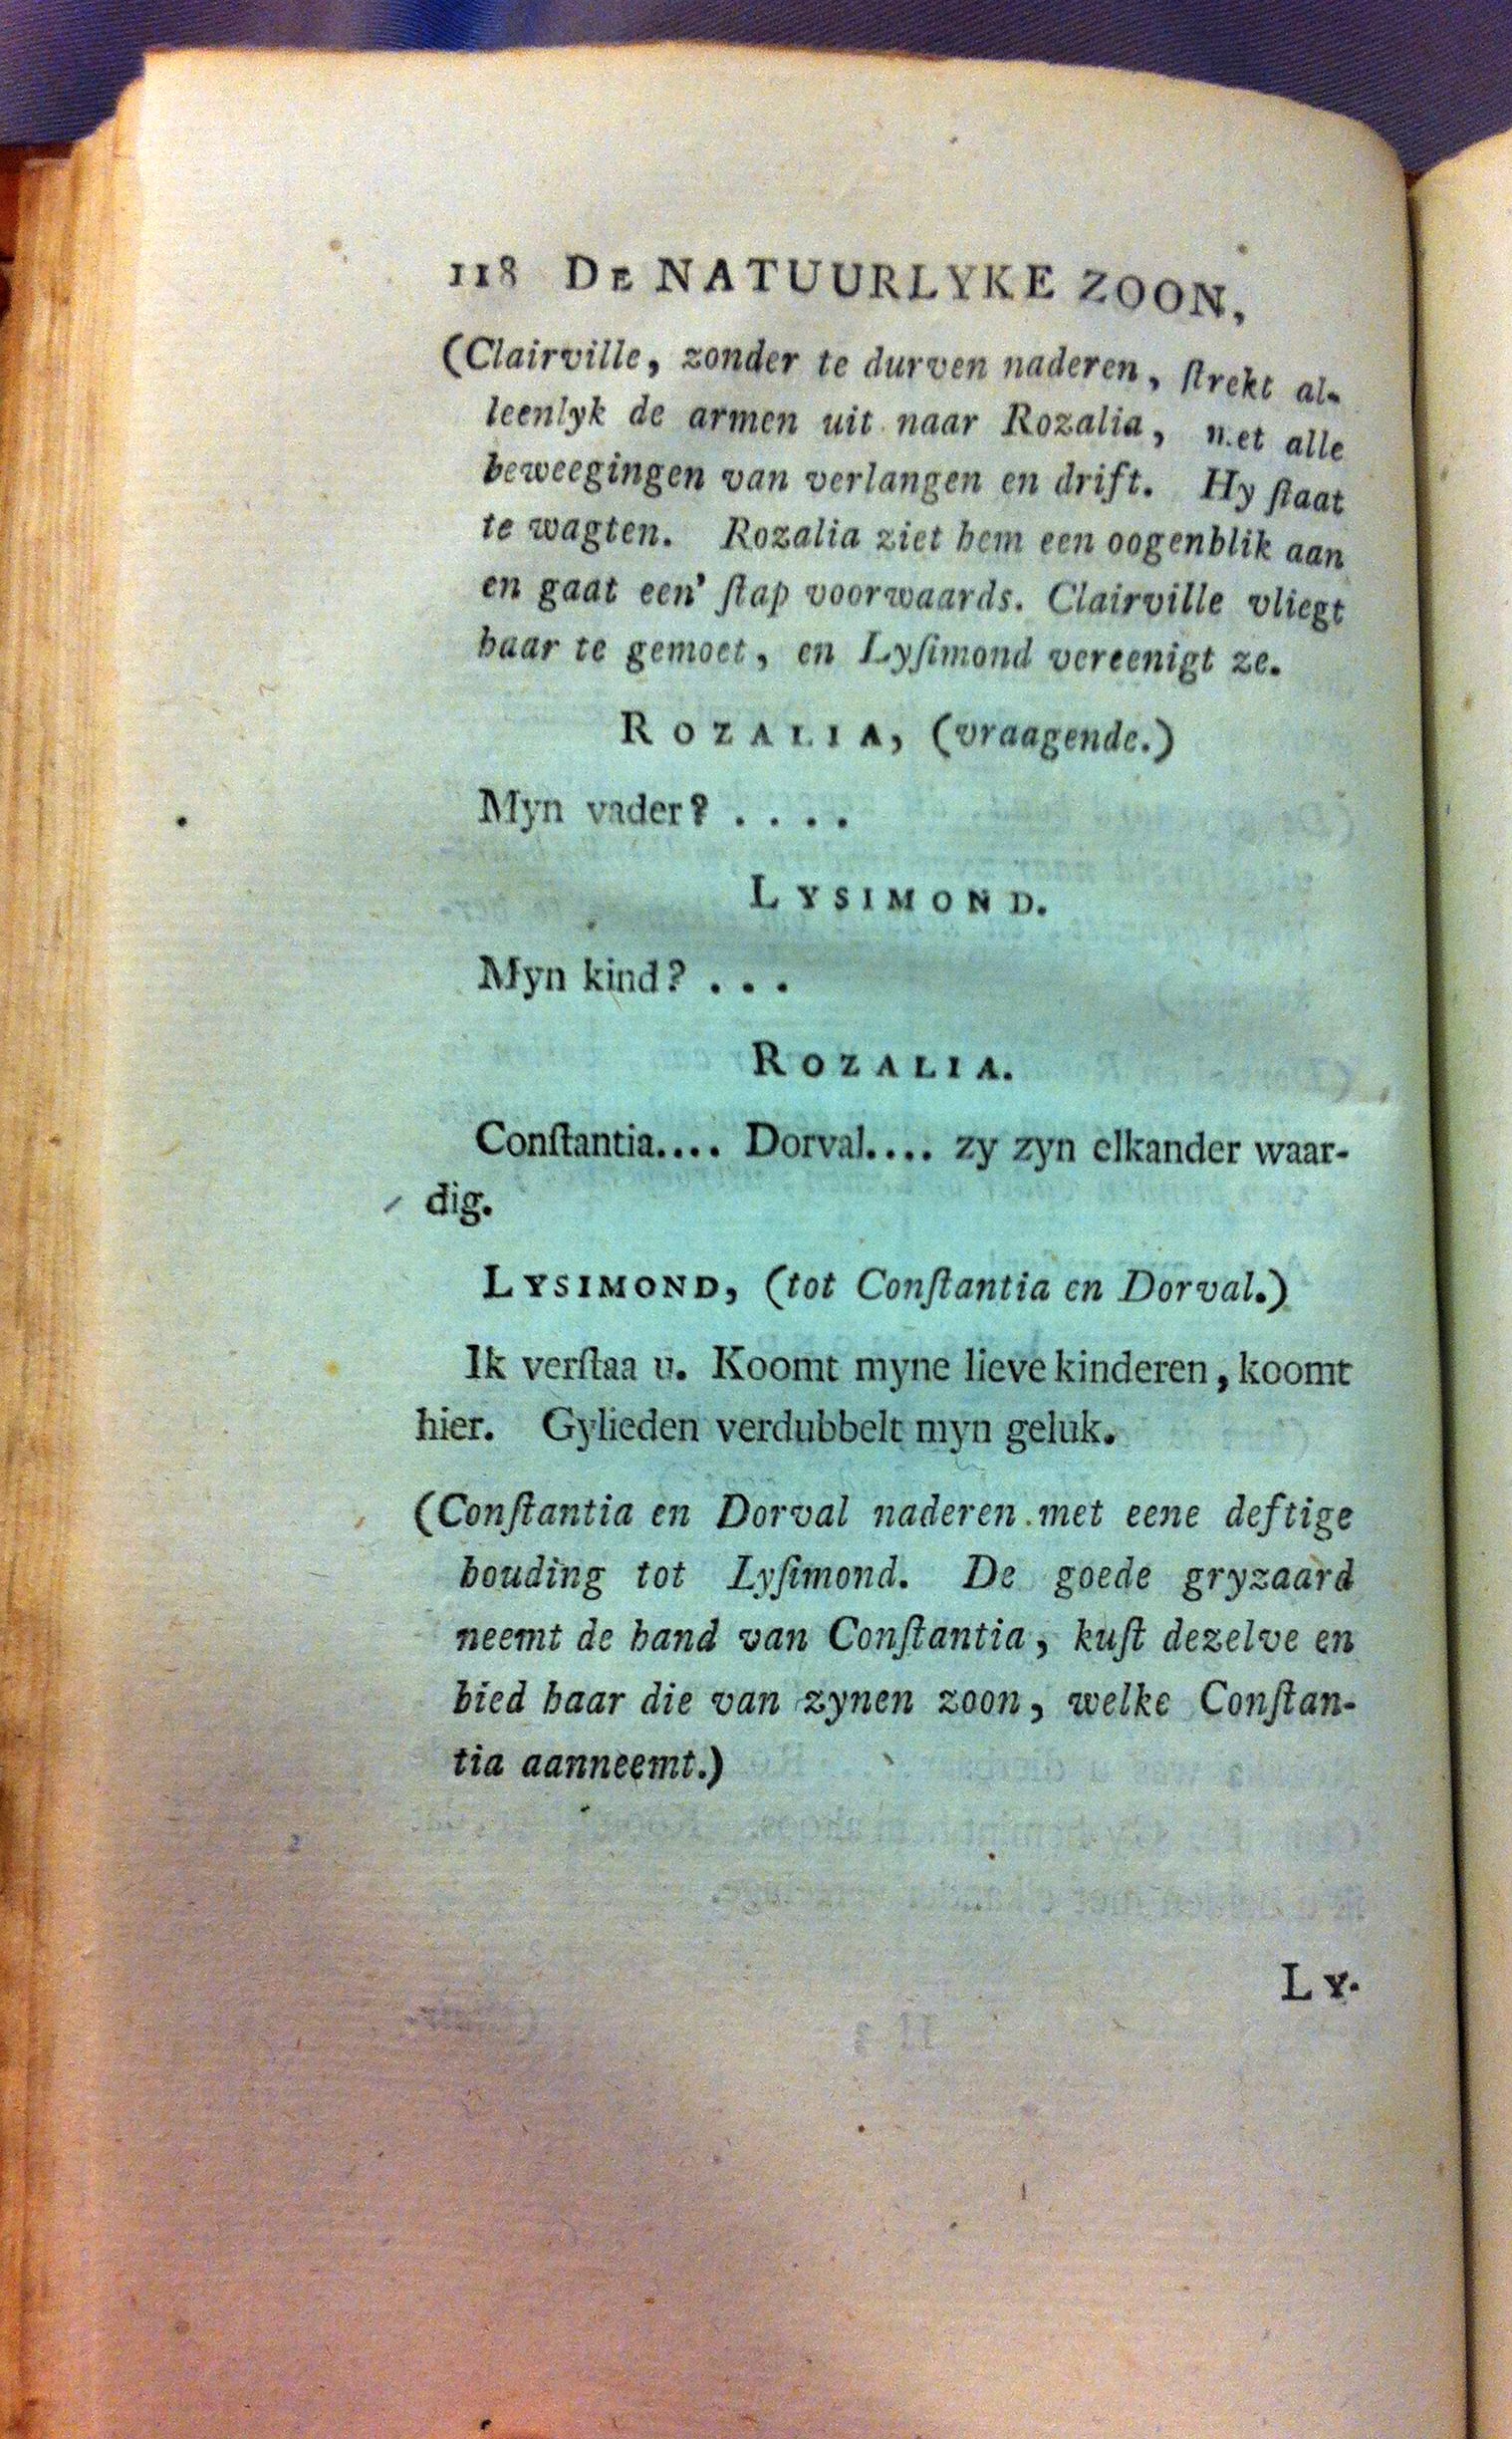 118 DE NATUURLYKE ZOON,
(Clairville, zonder te durven naderen, ſtrekt al-
leenlyk de armen uit naar Rozalia, met alle
beweegingen van verlangen en drift. Hy ſtaat
te wagten. Rozalia ziet hem een oogenblik aan
en gaat een' ſtap voorwaards. Clairville vliegt
haar te gemoet, en Lyſimond vereenigt ze.
ROZALIA, (vraagende.)
Myn vader? . . . .
LYSIMOND.
Myn kind? . . .
ROZALIA.
Conſtantia.... Dorval.... zy zyn elkander waar-
dig.
LYSIMOND, (tot Conſtantia en Dorval.)
Ik verſtaa u. Koomt myne lieve kinderen, koomt
hier. Gylieden verdubbelt myn geluk.
(Conſtantia en Dorval naderen met eene deftige
houding tot Lyſimond. De goede gryzaard
neemt de hand van Conſtantia, kuſt dezelve en
bied haar die van zynen zoon, welke Conſtan-
tia aanneemt.)
LY-